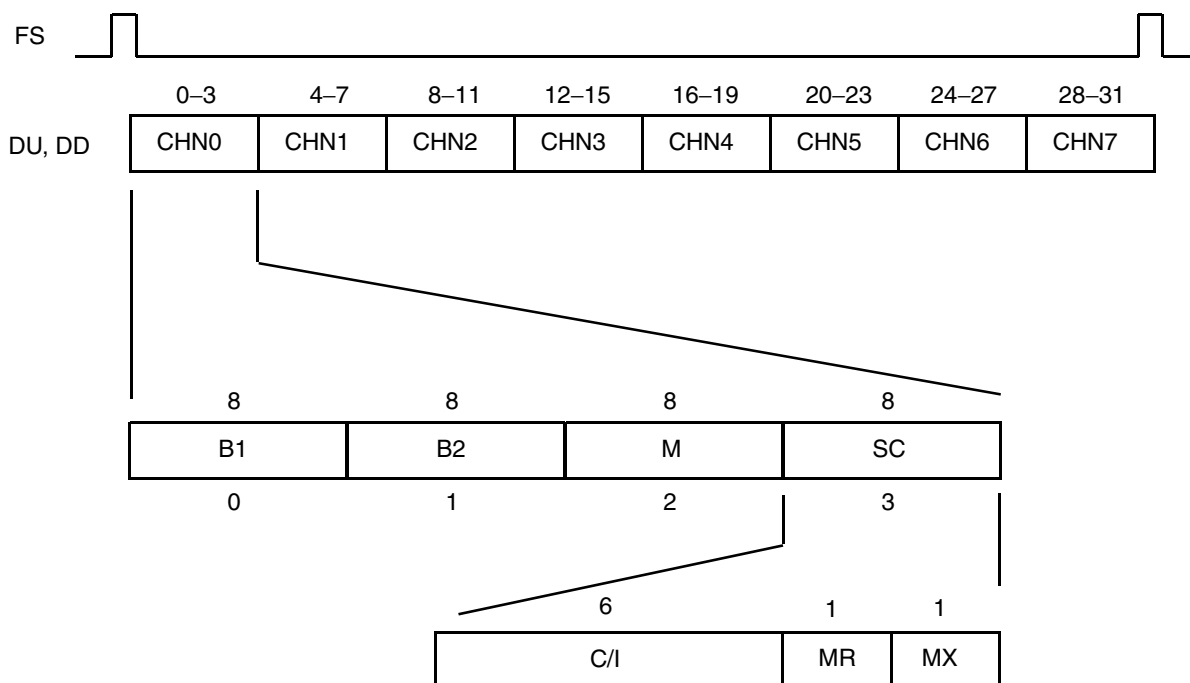 FS
0–3 4–7 8–11 12–15 16–19 20–23 24–27 28–31
DU, DD CHN0 CHN1 CHN2 CHN3 CHN4 CHN5 CHN6 CHN7
8 8 8 8
B1 B2 M SC
0 1 2 3
6 1 1
C/I MR MX